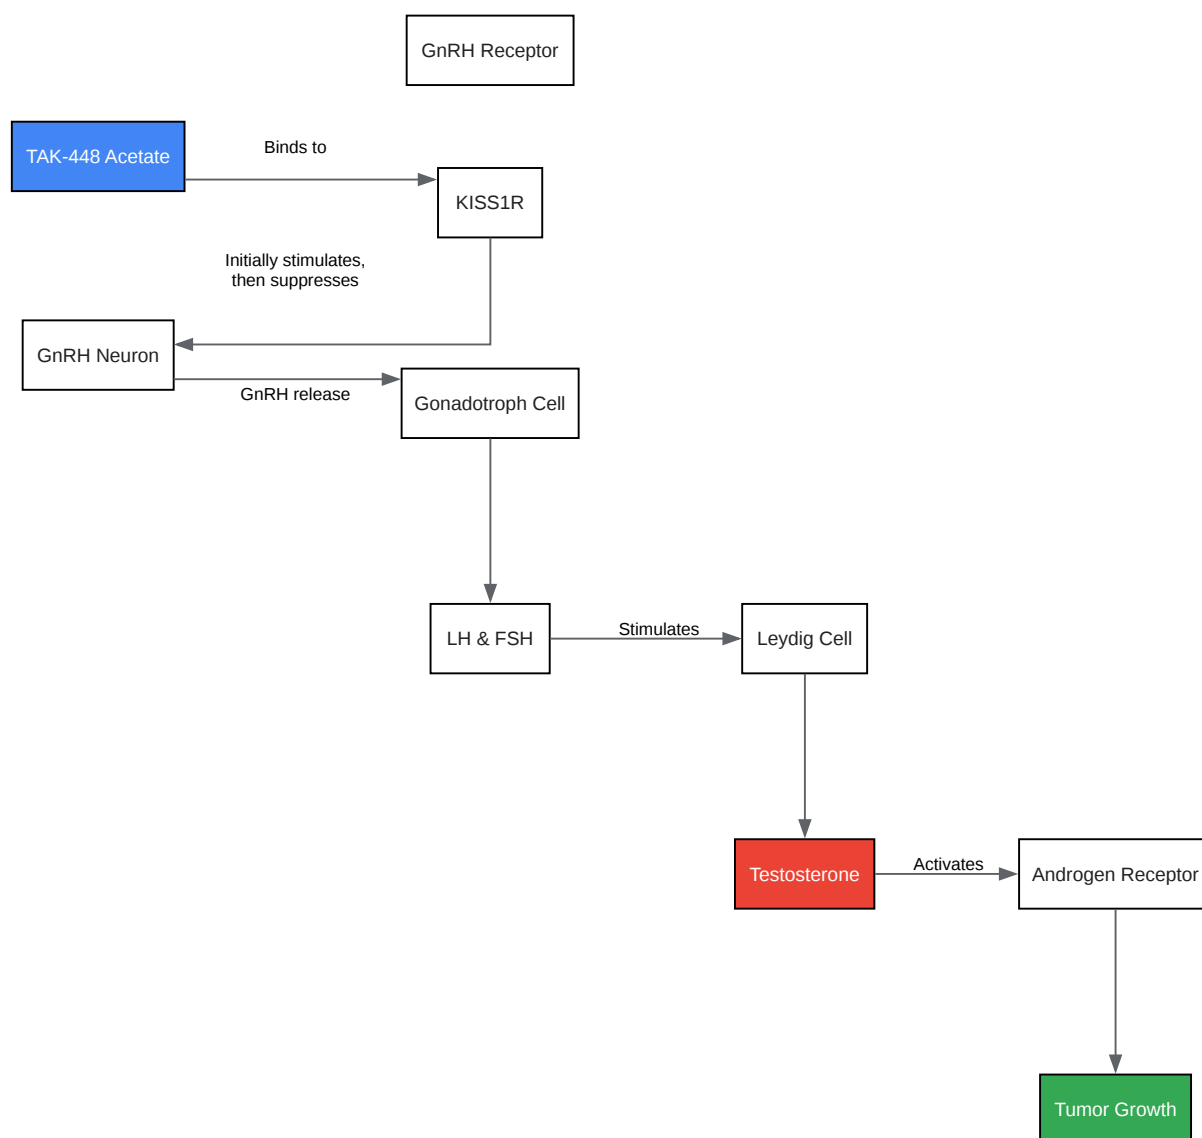 GnRH Receptor
TAK-448 Acetate
Binds to
KISS1R
Initially stimulates,
then suppresses
GnRH Neuron
GnRH release
Gonadotroph Cell
LH & FSH
Stimulates
Leydig Cell
Testosterone
Activates
Androgen Receptor
Tumor Growth